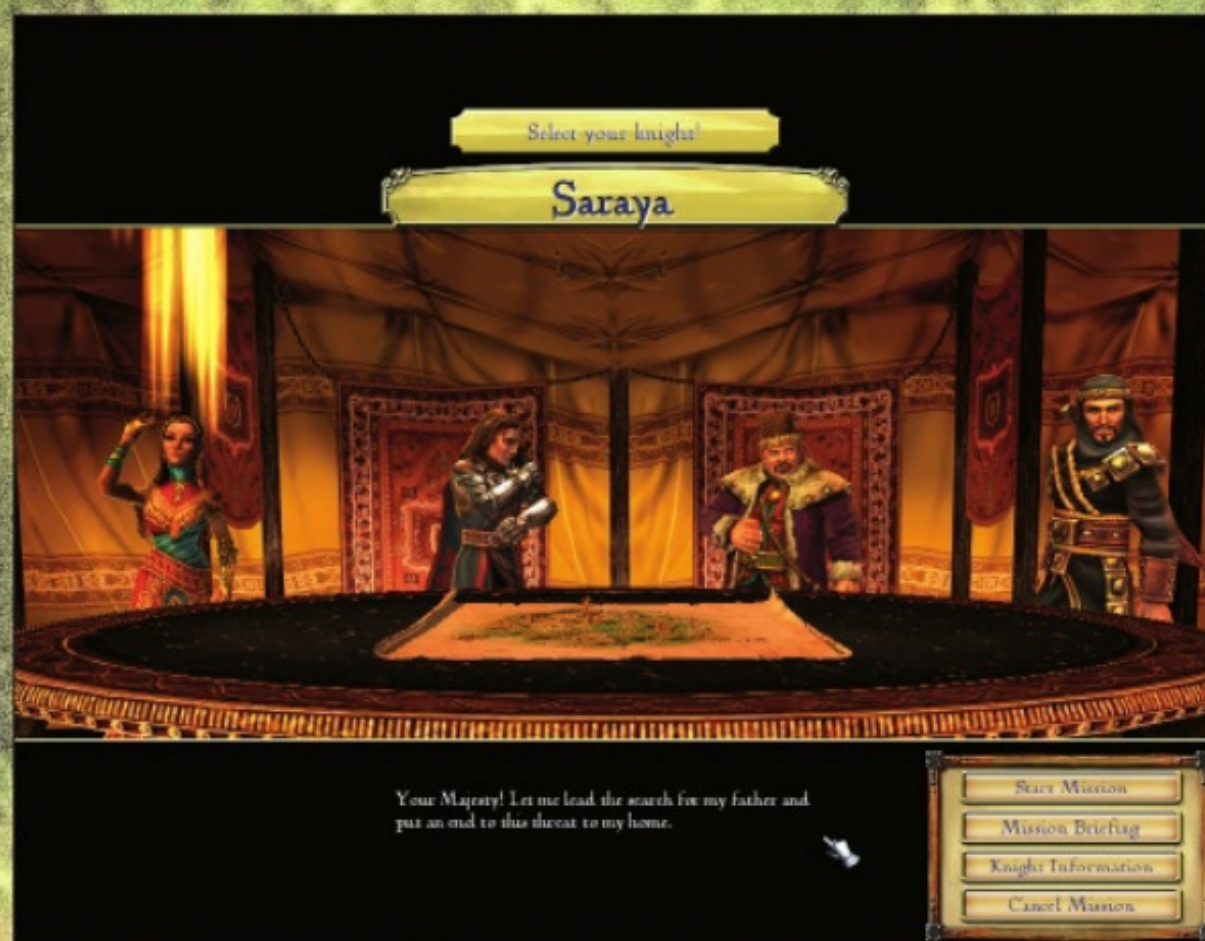 Select your knight!
Saraya
Your Majesty! Let me lead the search for my father and
put an end to this threat to my home.
Start Mission
Mission Briefing
Knight Information
Cancel Mission